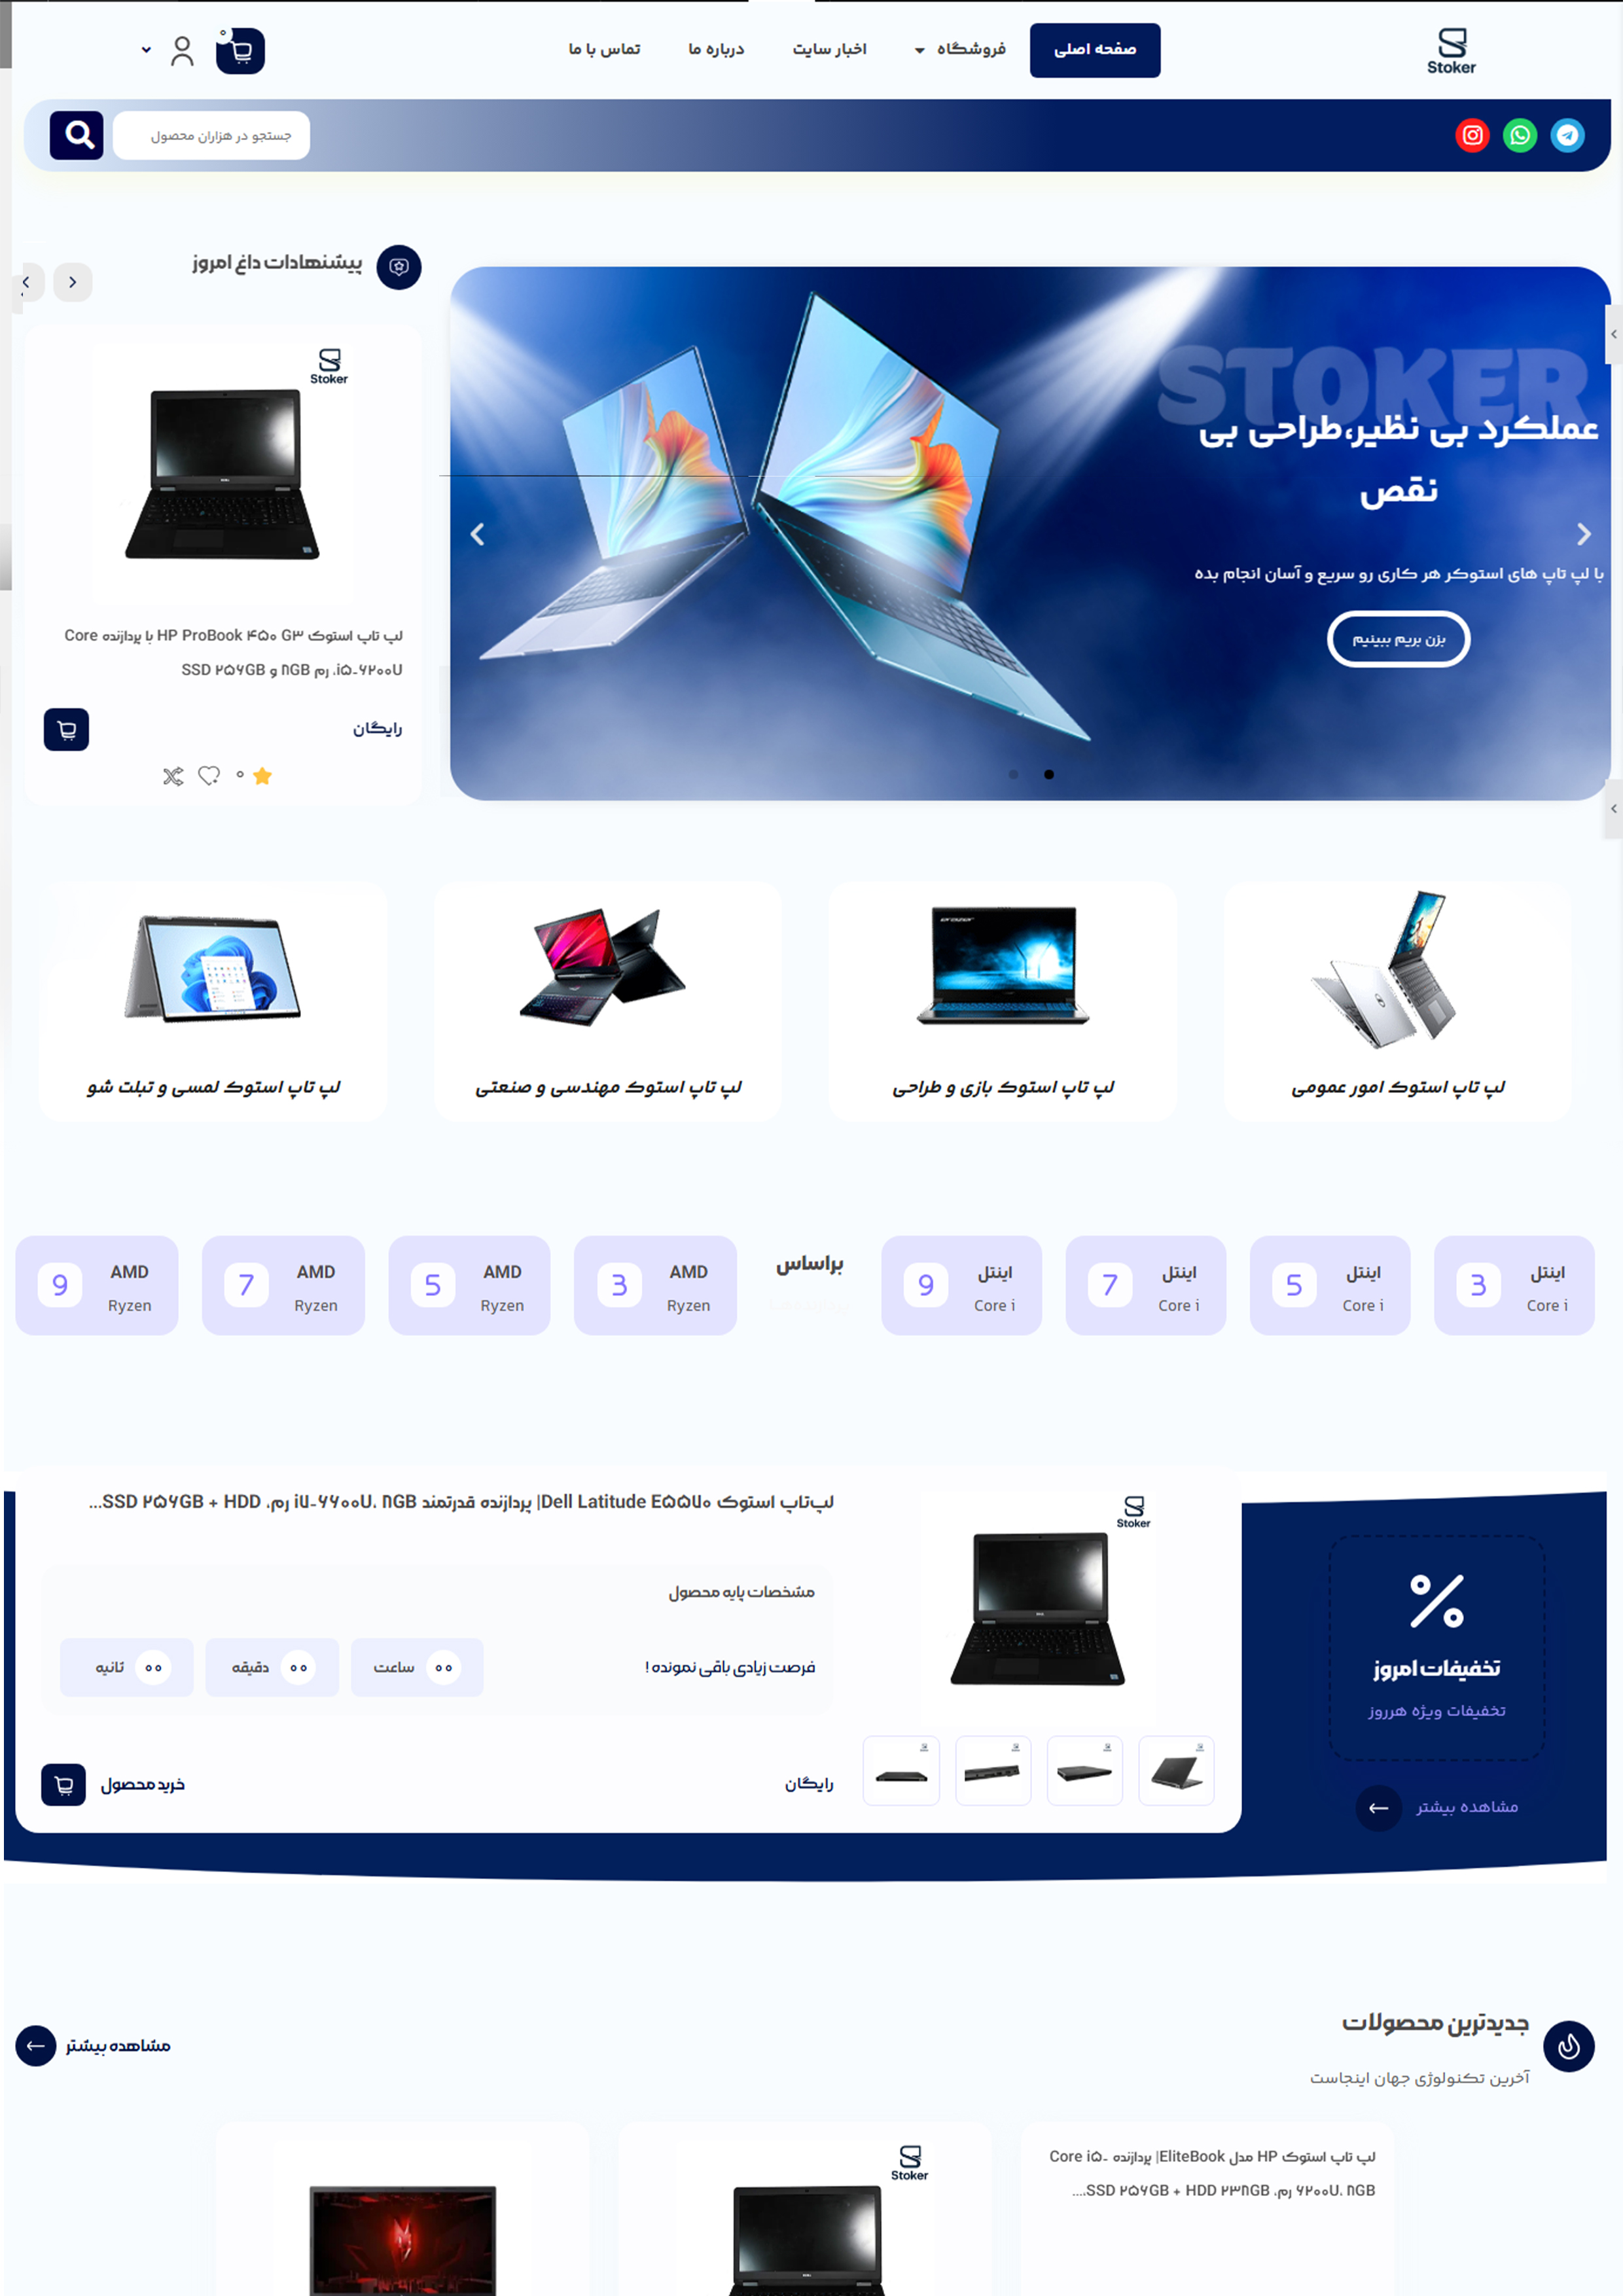 Stoker
صفحه اصلی
فروشگاه
اخبار سایت
درباره ما
تماس با ما
۰
جستجو در هزاران محصول
STOKER
عملکرد بی نظیر،طراحی بی
نقص
با لپ تاپ های استوکر هر کاری رو سریع و آسان انجام بده
بزن بریم ببینیم
پیشنهادات داغ امروز
Stoker
لپ تاپ استوک HP ProBook ۴۵۰ G۳ با پردازنده Core
i۵-۶۲۰۰U، رم ۸GB و SSD ۲۵۶GB
رایگان
۰
لپ تاپ استوک امور عمومی
لپ تاپ استوک بازی و طراحی
لپ تاپ استوک مهندسی و صنعتی
لپ تاپ استوک لمسی و تبلت شو
اینتل
Core i
3
اینتل
Core i
5
اینتل
Core i
7
اینتل
Core i
9
براساس
AMD
Ryzen
3
AMD
Ryzen
5
AMD
Ryzen
7
AMD
Ryzen
9
تخفیفات امروز
تخفیفات ویژه هرروز
مشاهده بیشتر
Stoker
لپ‌تاپ استوک Dell Latitude E۵۵۷۰| پردازنده قدرتمند i۷-۶۶۰۰U، ۸GB رم، SSD ۲۵۶GB + HDD...
مشخصات پایه محصول
فرصت زیادی باقی نمونده !
۰۰ ساعت
۰۰ دقیقه
۰۰ ثانیه
رایگان
خرید محصول
جدیدترین محصولات
آخرین تکنولوژی جهان اینجاست
مشاهده بیشتر
لپ تاپ استوک HP مدل EliteBook| پردازنده Core i۵-
۶۲۰۰U، ۸GB رم، SSD ۲۵۶GB + HDD ۲۳۸GB....
Stoker